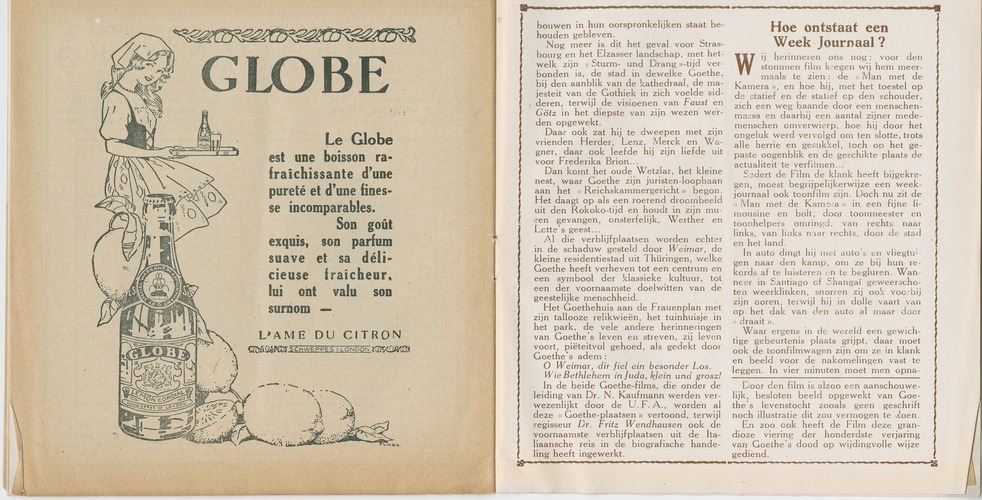 GLOBE
Le Globe
est une boisson ra-
fraîchissante d'une
pureté et d'une fines-
se incomparables.
Son goût
exquis, son parfum
suave et sa déli-
cieuse fraîcheur,
lui ont valu son
surnom —
L'AME DU CITRON
SCHWEPPES LONDON
GLOBE
LEMON CORDIAL
bouwen in hun oorspronkelijken staat be-
houden gebleven.
Nog meer is dit het geval voor Stras-
bourg en het Elzasser landschap, met het-
welk zijn «Sturm- und Drang»-tijd ver-
bonden is, de stad in dewelke Goethe,
bij den aanblik van de kathedraal, de ma-
jesteit van de Gothiek in zich voelde sid-
deren, terwijl de visioenen van Faust en
Götz in het diepste van zijn wezen wer-
den opgewekt.
Daar ook zat hij te dweepen met zijn
vrienden Herder, Lenz, Merck en Wa-
gner, daar ook leefde hij zijn liefde uit
voor Frederika Brion...
Dan komt het oude Wetzlar, het kleine
nest, waar Goethe zijn juristen-loopbaan
aan het «Reichskammergericht» begon.
Het daagt op als een roerend droombeeld
uit den Rokoko-tijd en houdt in zijn mu-
ren gevangen, onsterfelijk, Werther en
Lotte's geest...
Al die verblijfplaatsen worden echter
in de schaduw gesteld door Weimar, de
kleine residentiestad uit Thüringen, welke
Goethe heeft verheven tot een centrum en
een symbool der klassieke kultuur, tot
een der voornaamste doelwitten van de
geestelijke menschheid.
Het Goethehuis aan de Frauenplan met
zijn tallooze relikwieën, het tuinhuisje in
het park, de vele andere herinneringen
van Goethe's leven en streven, zij leven
voort, piëteitvol gehoed, als gedekt door
Goethe's adem :
O Weimar, dir fiel ein besonder Los.
Wie Bethlehem in Juda, klein und grosz!
In de beide Goethe-films, die onder de
leiding van Dr. N. Kaufmann werden ver-
wezenlijkt door de U.F.A., worden al
deze «Goethe-plaatsen» vertoond, terwijl
regisseur Dr. Fritz Wendhausen ook de
voornaamste verblijfplaatsen uit de Ita-
liaansche reis in de biografische hande-
ling heeft ingewerkt.
Hoe ontstaat een
Week Journaal ?
Wij herinneren ons nog: voor den
stommen film kregen wij hem meer-
maals te zien: de «Man met de
Kamera», en hoe hij, met het toestel op
de statief en de statief op den schouder,
zich een weg baande door een menschen-
massa en daarbij een aantal zijner mede-
menschen omverwierp, hoe hij door het
ongeluk werd vervolgd om ten slotte, trots
alle herrie en gesukkel, toch op het ge-
paste oogenblik en de geschikte plaats de
actualiteit te verfilmen...
Sedert de Film de klank heeft bijgekre-
gen, moest begrijpelijkerwijze een week-
journaal ook toonfilm zijn. Doch nu zit de
«Man met de Kamera» in een fijne li-
mousine en bolt, door toonmeester en
toonhelpers omringd, van rechts naar
links, van links naar rechts, door de stad
en het land.
In auto dingt hij met auto's en vliegtui-
gen naar den kamp, om ze bij hun re-
kords af te luisteren en te begluren. Wan-
neer in Santiago of Shangaï geweerscho-
ten weerklinken, snorren zij ook voorbij
zijn ooren, terwijl hij in dolle vaart van
op het dak van den auto al maar door
«draait».
Waar ergens in de wereld een gewich-
tige gebeurtenis plaats grijpt, daar moet
ook de toonfilmwagen zijn om ze in klank
en beeld voor de nakomelingen vast te
leggen. In vier minuten moet men opna-
Door den film is alzoo een aanschouwe-
lijk, besloten beeld opgewekt van Goe-
the's levenstocht zooals geen geschrift
noch illustratie dit zou vermogen te doen.
En zoo ook heeft de Film deze gran-
dioze viering der honderdste verjaring
van Goethe's dood op wijdingvolle wijze
gediend.